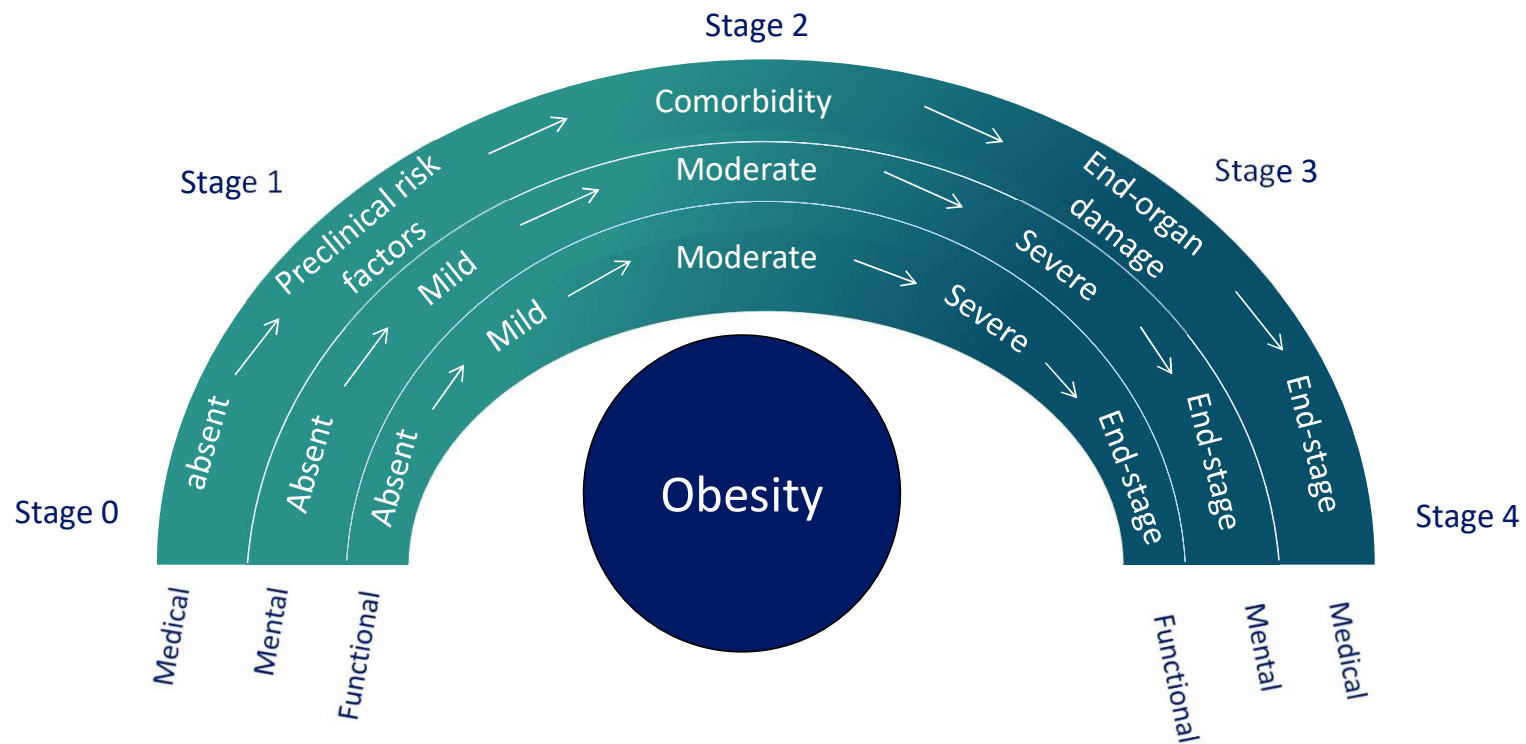 Stage 2
Stage 1
Stage 3
Stage 0
Stage 4
absent
Preclinical risk
factors
Comorbidity
End-organ
damage
End-stage
Absent
Mild
Moderate
Severe
End-stage
Absent
Mild
Moderate
Severe
End-stage
Obesity
Medical
Mental
Functional
Functional
Mental
Medical